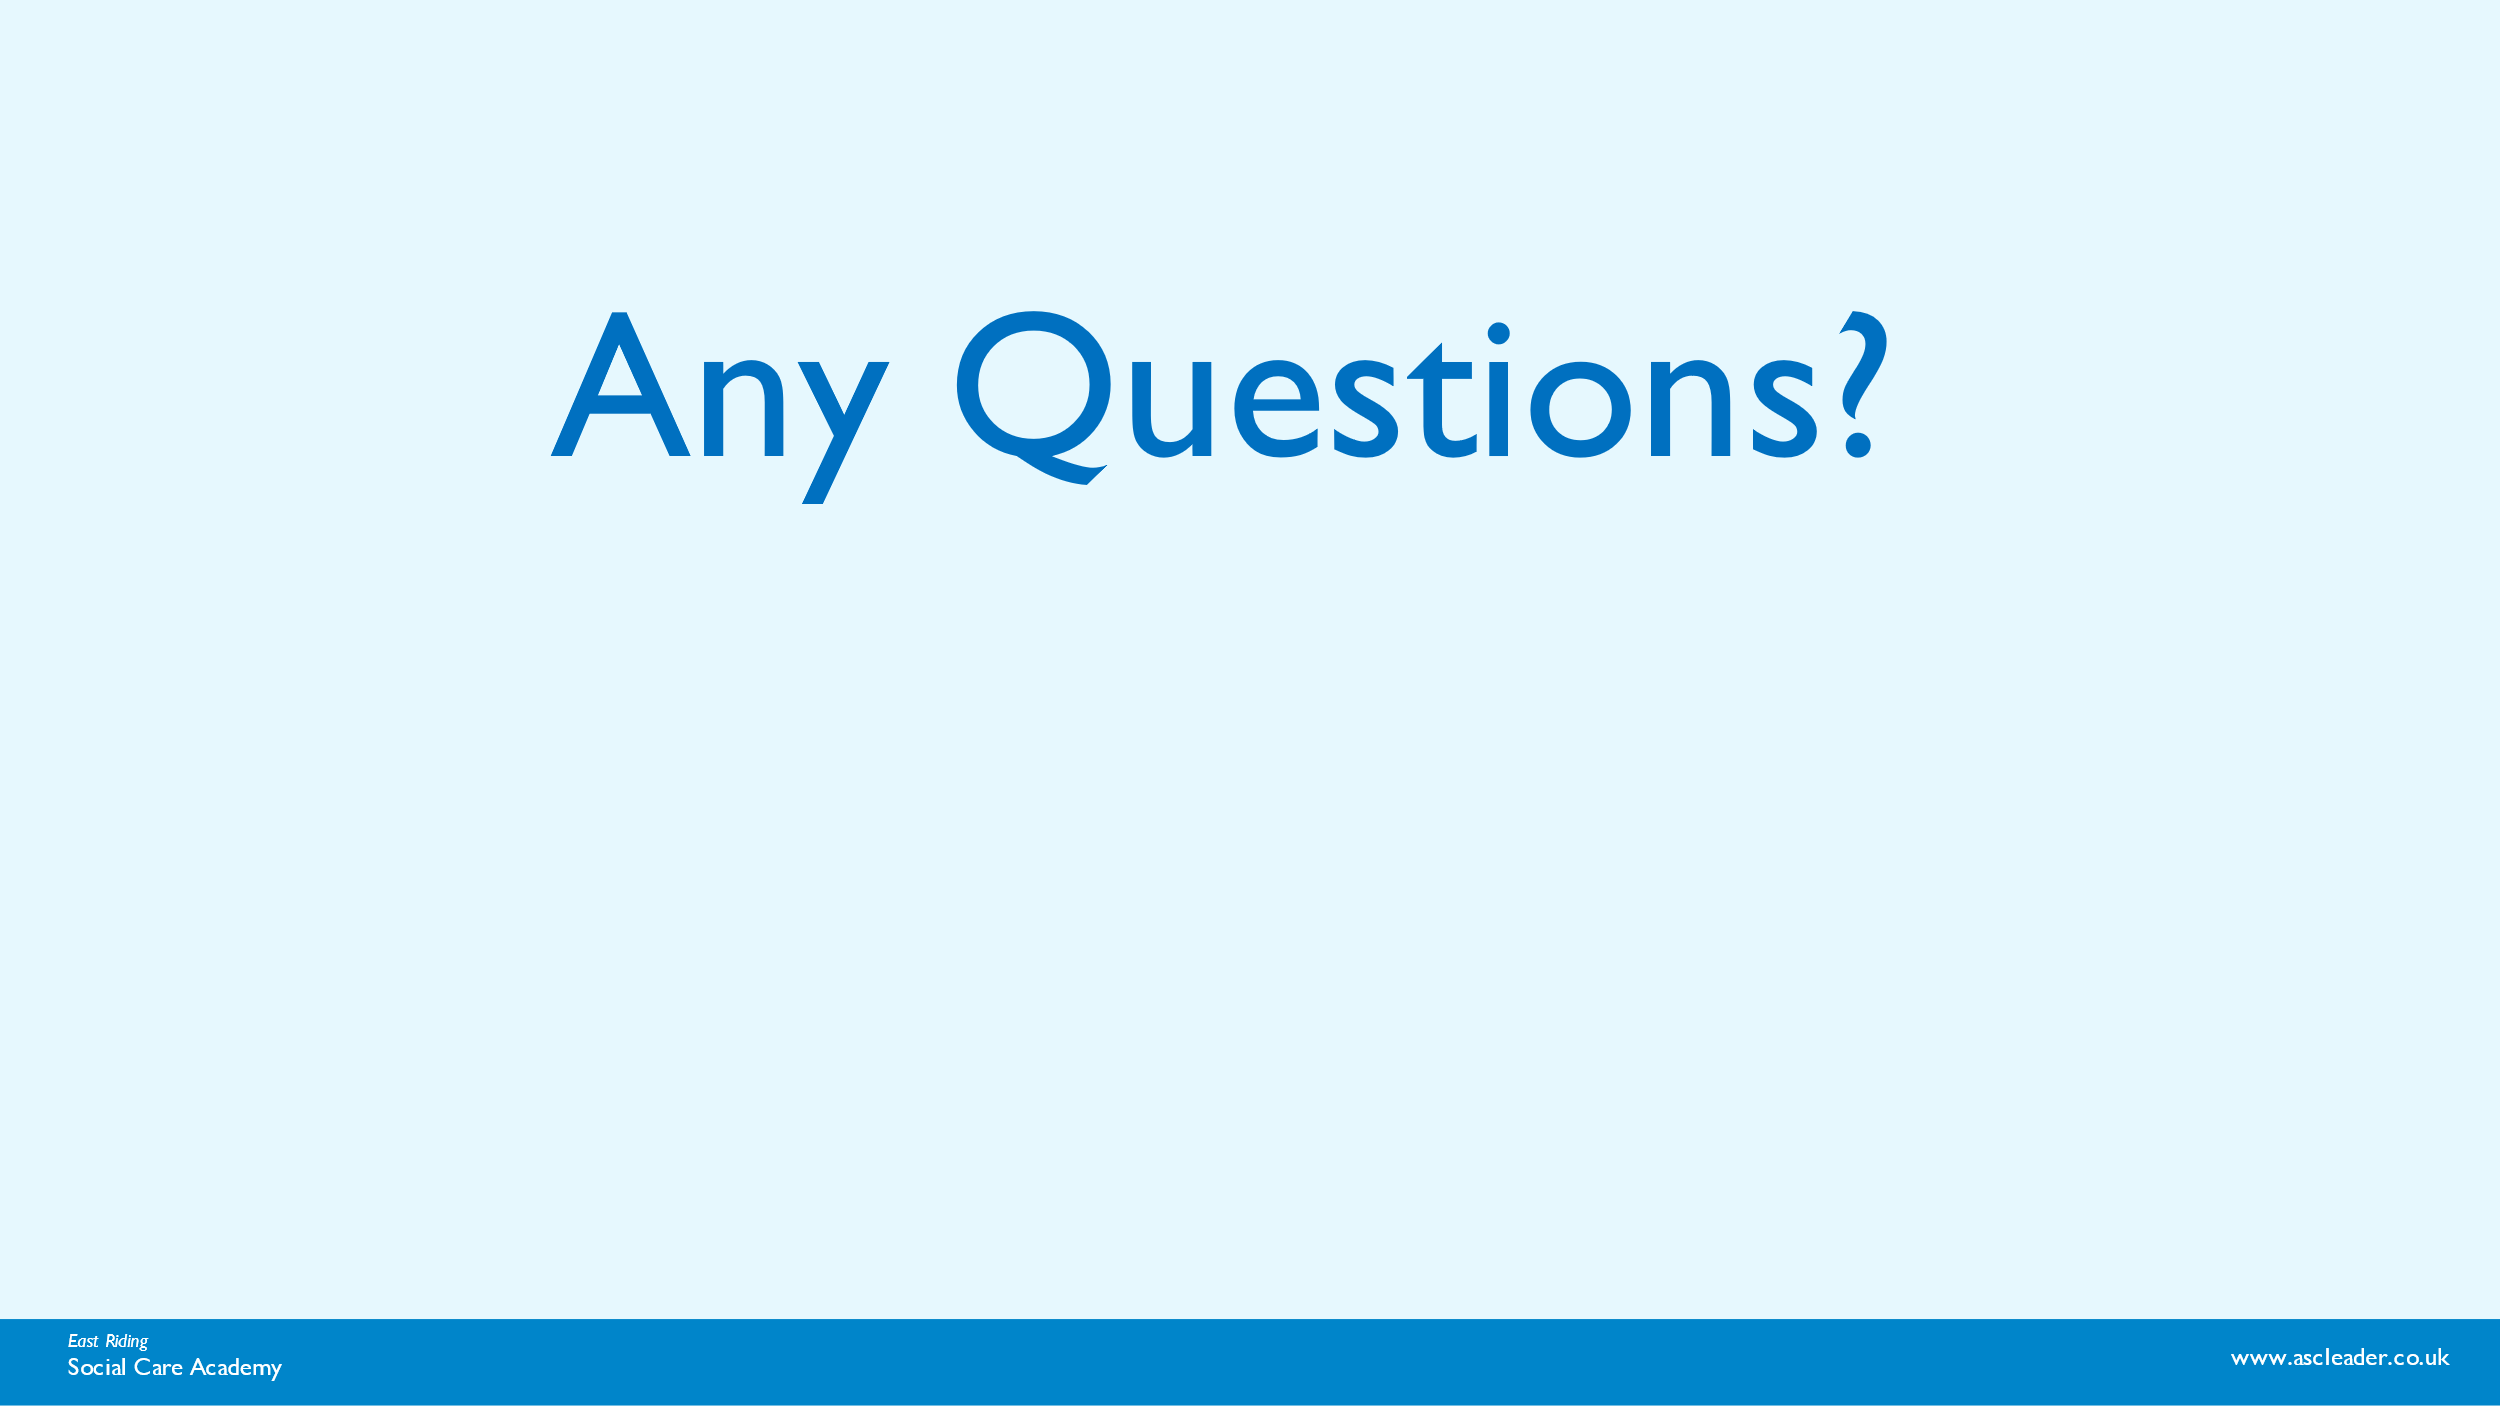 Any Questions?
East Riding
Social Care Academy
www.ascleader.co.uk